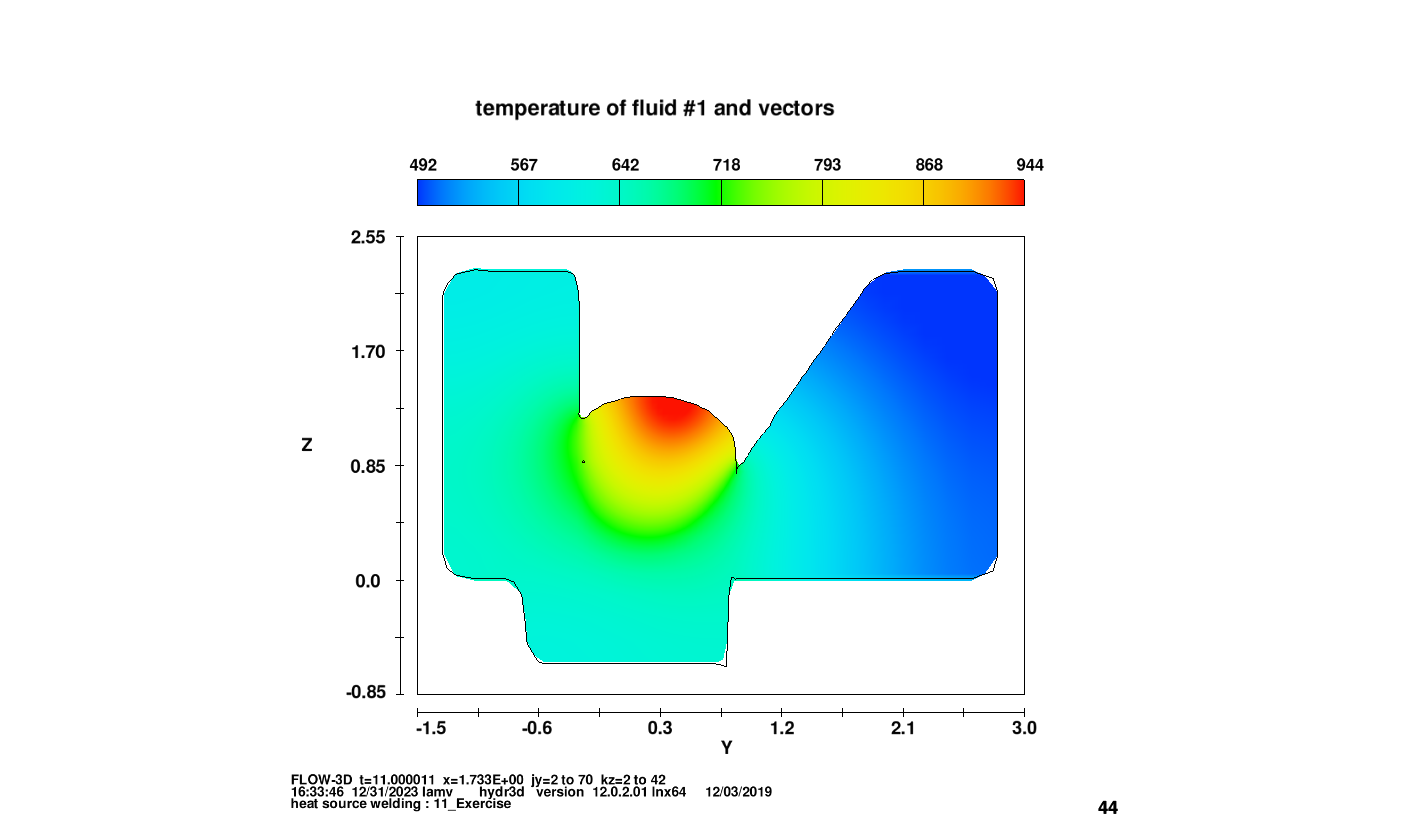 temperature of fluid #1 and vectors
492 567 642 718 793 868 944
2.55
1.70
Z
0.85
0.0
-0.85
-1.5 -0.6 0.3 1.2 2.1 3.0
Y
FLOW-3D t=11.000011 x=1.733E+00 jy=2 to 70 kz=2 to 42
16:33:46 12/31/2023 lamv hydr3d version 12.0.2.01 lnx64 12/03/2019
heat source welding : 11_Exercise
44